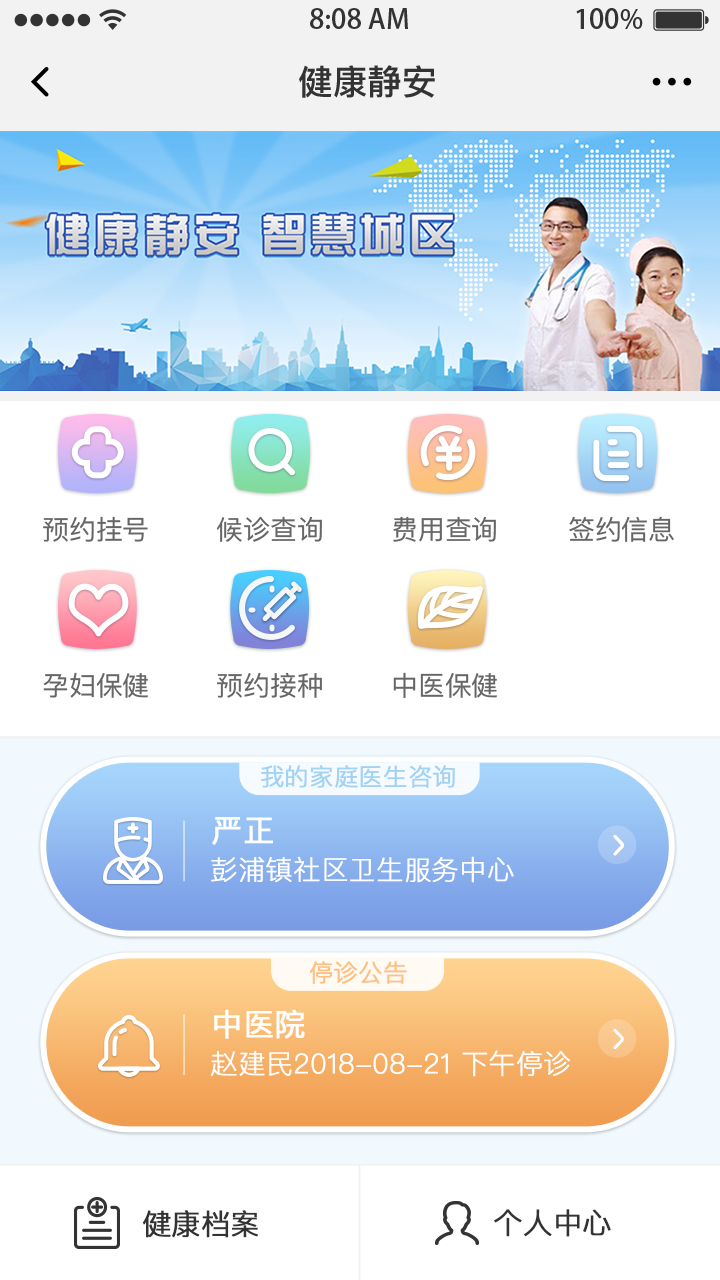 8:08 AM 100%
健康静安
健康静安 智慧城区
预约挂号 候诊查询 费用查询 签约信息
孕妇保健 预约接种 中医保健
我的家庭医生咨询
严正
彭浦镇社区卫生服务中心
停诊公告
中医院
赵建民2018-08-21 下午停诊
健康档案 个人中心